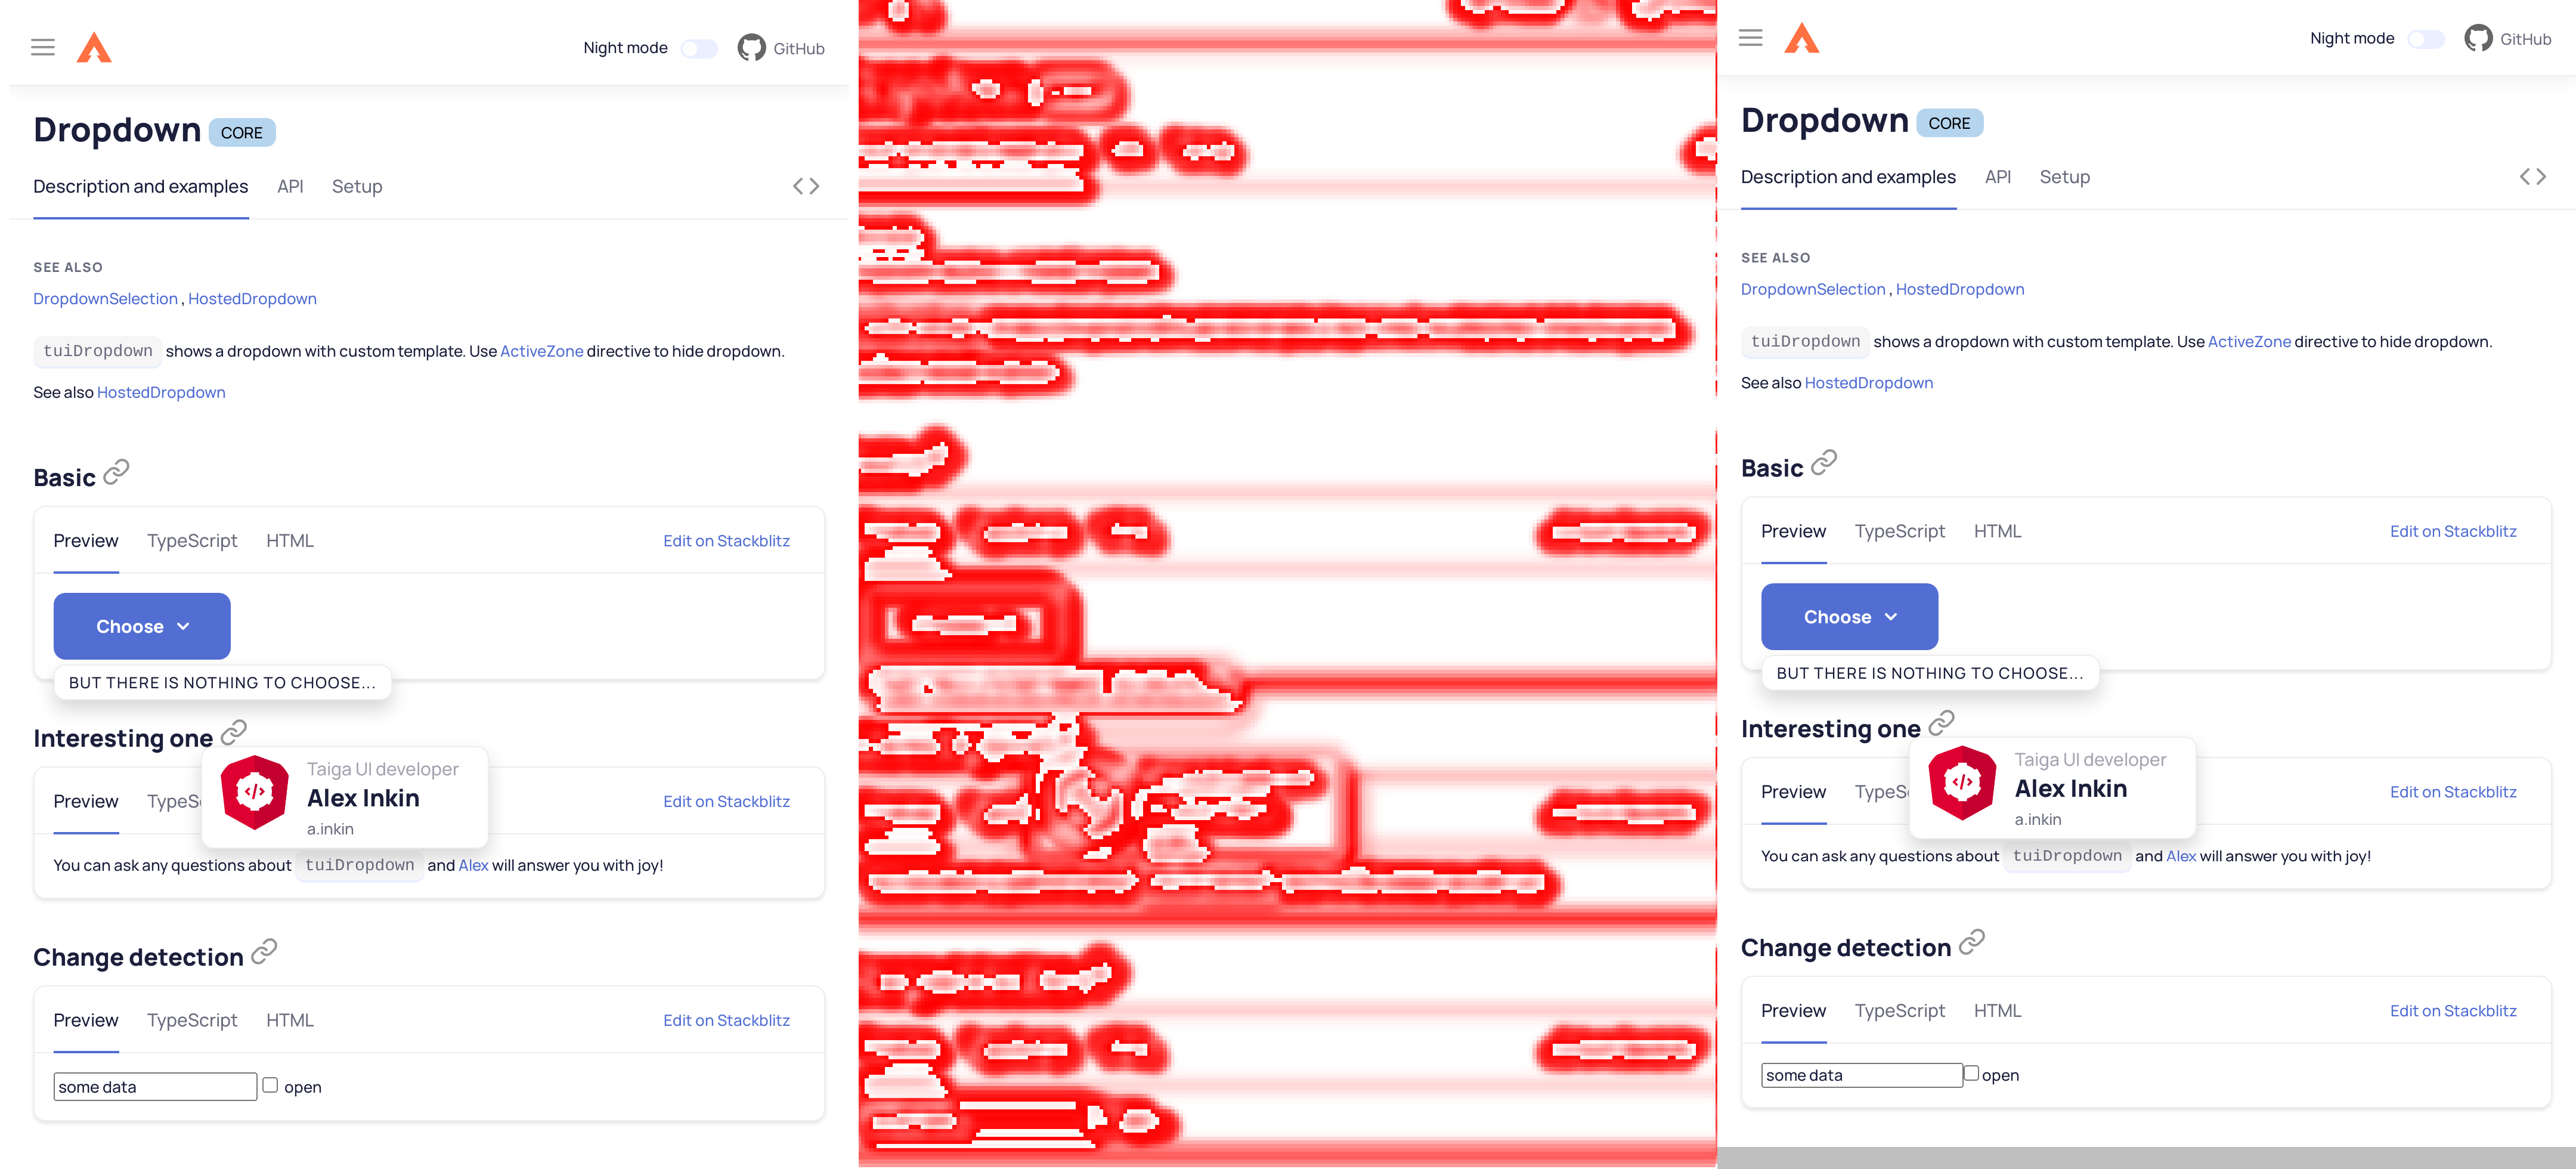 Night mode GitHub
Dropdown CORE
Description and examples API Setup
SEE ALSO
DropdownSelection , HostedDropdown
tuiDropdown shows a dropdown with custom template. Use ActiveZone directive to hide dropdown.
See also HostedDropdown
Basic
Preview TypeScript HTML Edit on Stackblitz
Choose
BUT THERE IS NOTHING TO CHOOSE...
Interesting one
Taiga UI developer
Alex Inkin
a.inkin
Preview TypeS Edit on Stackblitz
You can ask any questions about tuiDropdown and Alex will answer you with joy!
Change detection
Preview TypeScript HTML Edit on Stackblitz
some data open
Night mode GitHub
Dropdown CORE
Description and examples API Setup
SEE ALSO
DropdownSelection , HostedDropdown
tuiDropdown shows a dropdown with custom template. Use ActiveZone directive to hide dropdown.
See also HostedDropdown
Basic
Preview TypeScript HTML Edit on Stackblitz
Choose
BUT THERE IS NOTHING TO CHOOSE...
Interesting one
Taiga UI developer
Alex Inkin
a.inkin
Preview TypeS Edit on Stackblitz
You can ask any questions about tuiDropdown and Alex will answer you with joy!
Change detection
Preview TypeScript HTML Edit on Stackblitz
some data open